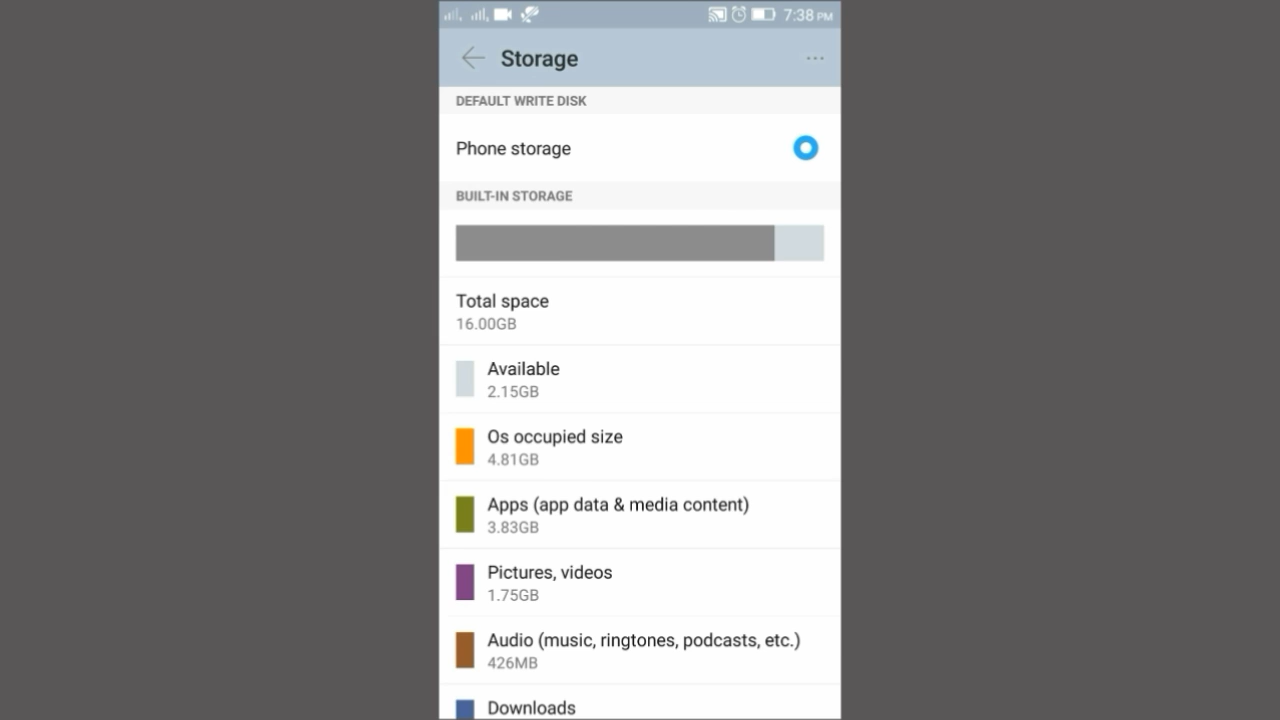 7:38 PM
Storage
DEFAULT WRITE DISK
Phone storage
BUILT-IN STORAGE
Total space
16.00GB
Available
2.15GB
Os occupied size
4.81GB
Apps (app data & media content)
3.83GB
Pictures, videos
1.75GB
Audio (music, ringtones, podcasts, etc.)
426MB
Downloads